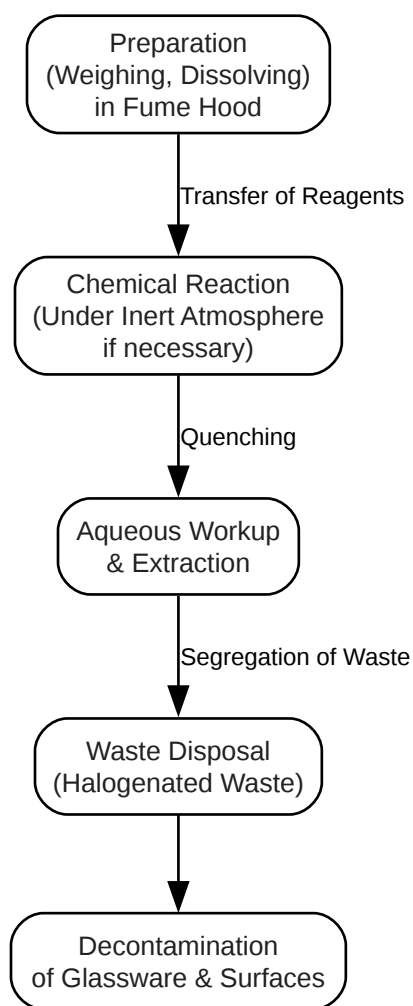 Preparation
(Weighing, Dissolving)
in Fume Hood
Transfer of Reagents
Chemical Reaction
(Under Inert Atmosphere
if necessary)
Quenching
Aqueous Workup
& Extraction
Segregation of Waste
Waste Disposal
(Halogenated Waste)
Decontamination
of Glassware & Surfaces